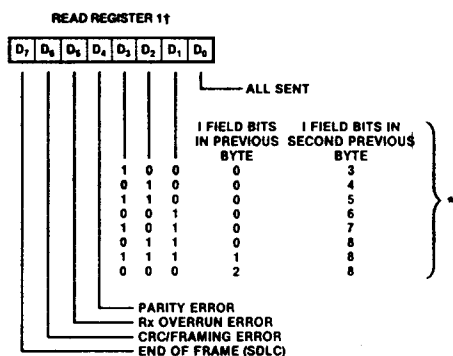 READ REGISTER 1†
D7 D6 D5 D4 D3 D2 D1 D0
ALL SENT
I FIELD BITS IN PREVIOUS BYTE I FIELD BITS IN SECOND PREVIOUS BYTE
1 0 0 0 3
0 1 0 0 4
1 1 0 0 5
0 0 1 0 6
1 0 1 0 7
0 1 1 0 8
1 1 1 1 8
0 0 0 2 8
*
PARITY ERROR
Rx OVERRUN ERROR
CRC/FRAMING ERROR
END OF FRAME (SDLC)